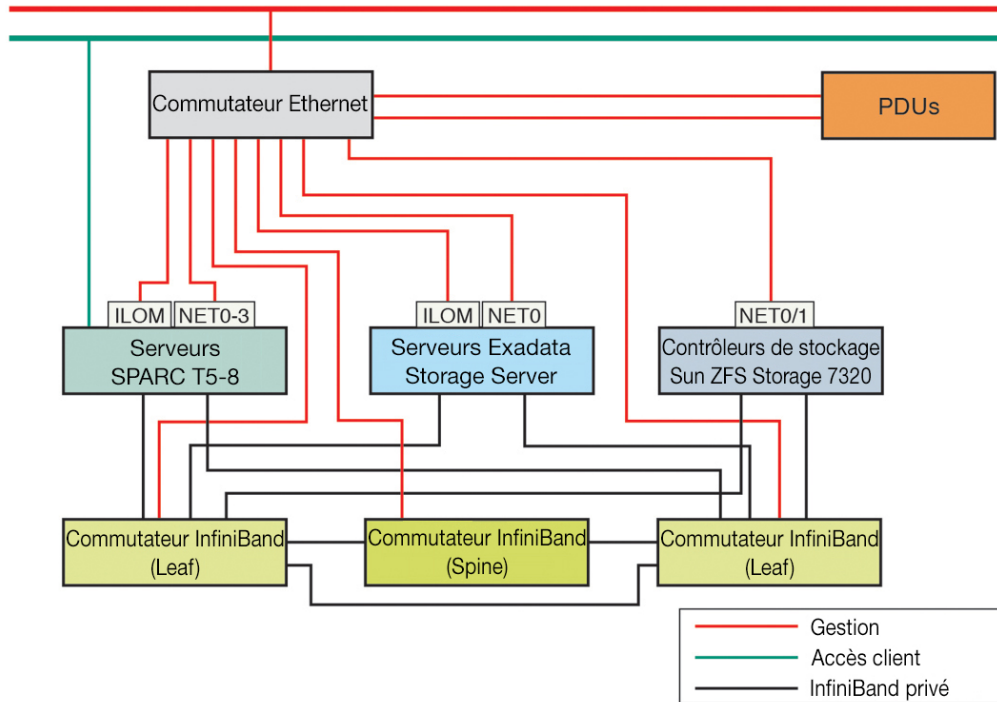 Commutateur Ethernet
PDUs
ILOM
NET0-3
ILOM
NET0
NET0/1
Serveurs
SPARC T5-8
Serveurs Exadata
Storage Server
Contrôleurs de stockage
Sun ZFS Storage 7320
Commutateur InfiniBand
(Leaf)
Commutateur InfiniBand
(Spine)
Commutateur InfiniBand
(Leaf)
Gestion
Accès client
InfiniBand privé